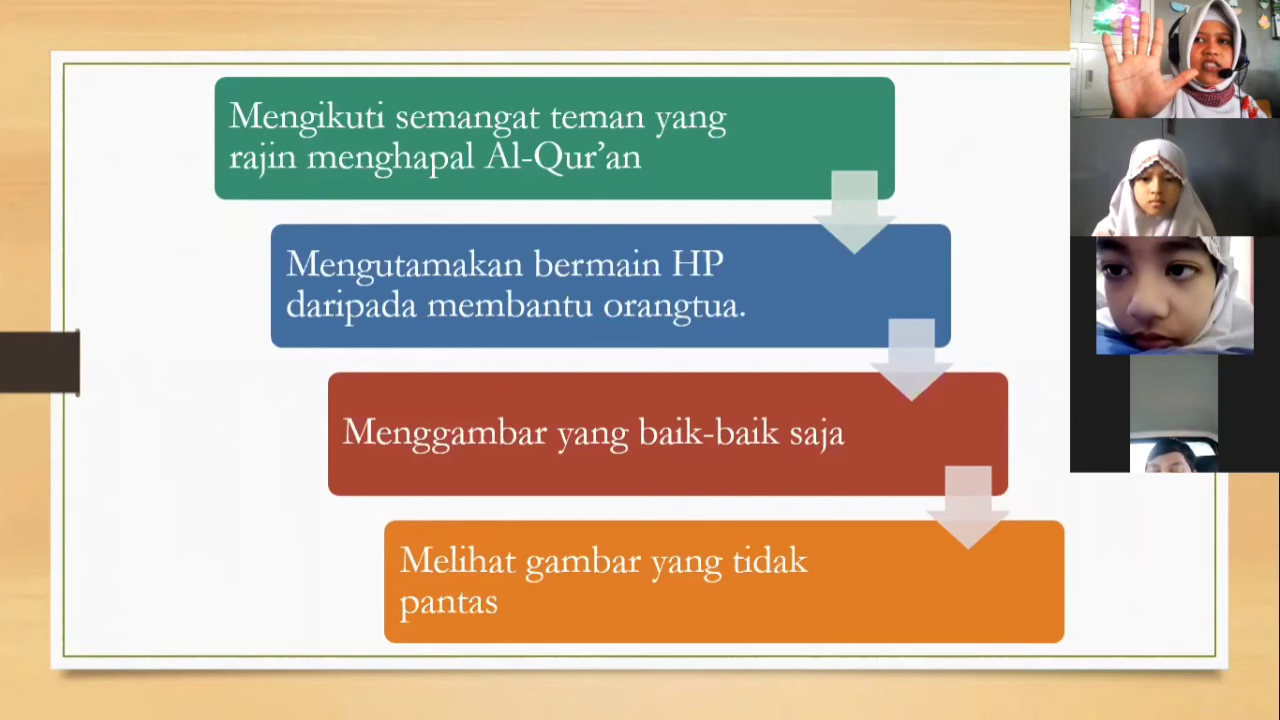 Mengikuti semangat teman yang
rajin menghapal Al-Qur’an
Mengutamakan bermain HP
daripada membantu orangtua.
Menggambar yang baik-baik saja
Melihat gambar yang tidak
pantas